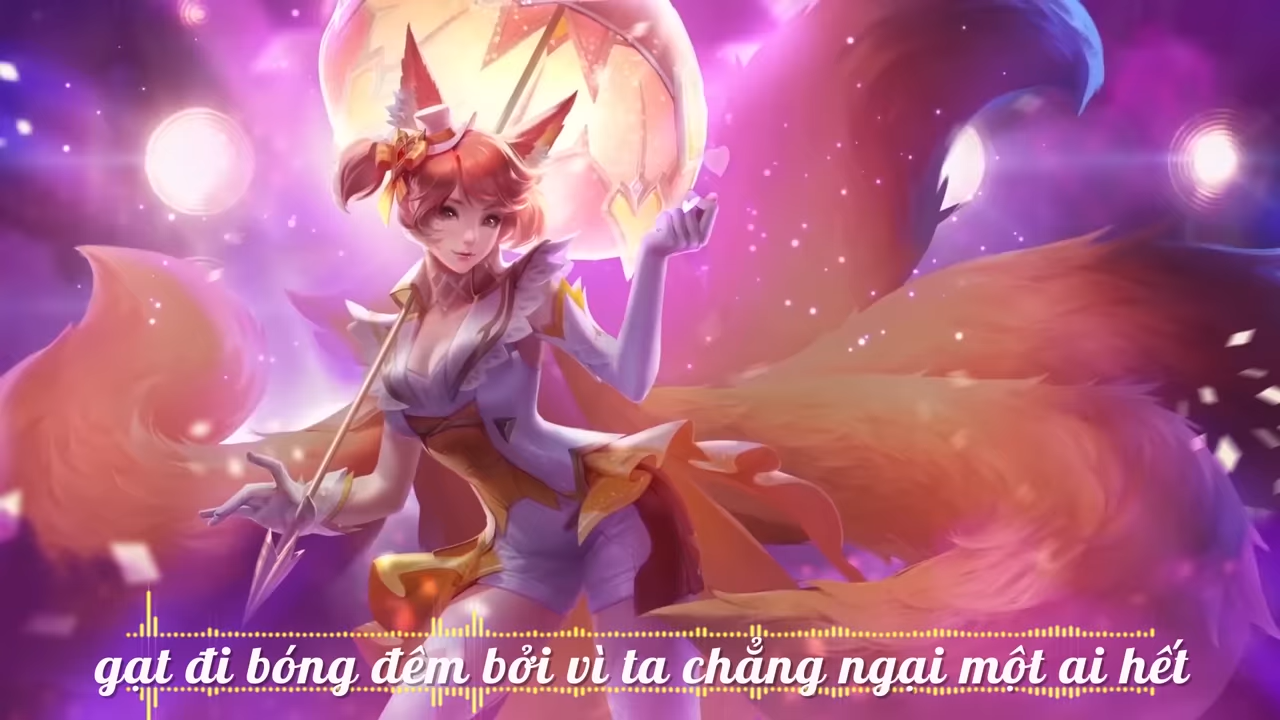 gạt đi bóng đêm bởi vì ta chẳng ngại một ai hết